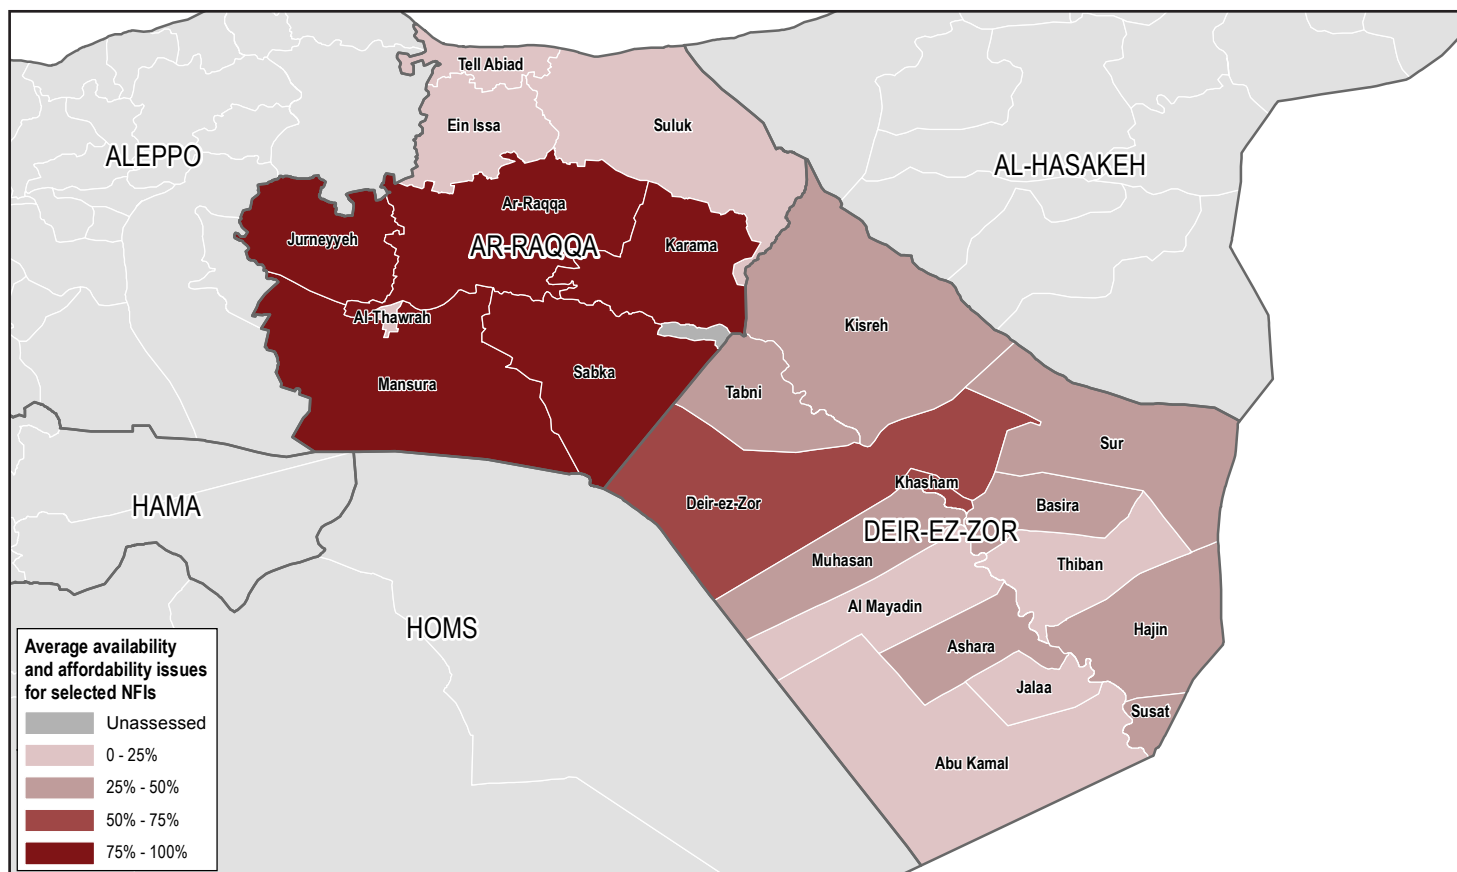 Tell Abiad
Ein Issa
Suluk
ALEPPO
AL-HASAKEH
Ar-Raqqa
Jurneyyeh
AR-RAQQA
Karama
Al-Thawrah
Kisreh
Mansura
Sabka
Tabni
Sur
Khasham
Deir-ez-Zor
Basira
HAMA
DEIR-EZ-ZOR
Muhasan
Thiban
Al Mayadin
HOMS
Hajin
Ashara
Jalaa
Susat
Abu Kamal
Average availability
and affordability issues
for selected NFIs
Unassessed
0 - 25%
25% - 50%
50% - 75%
75% - 100%